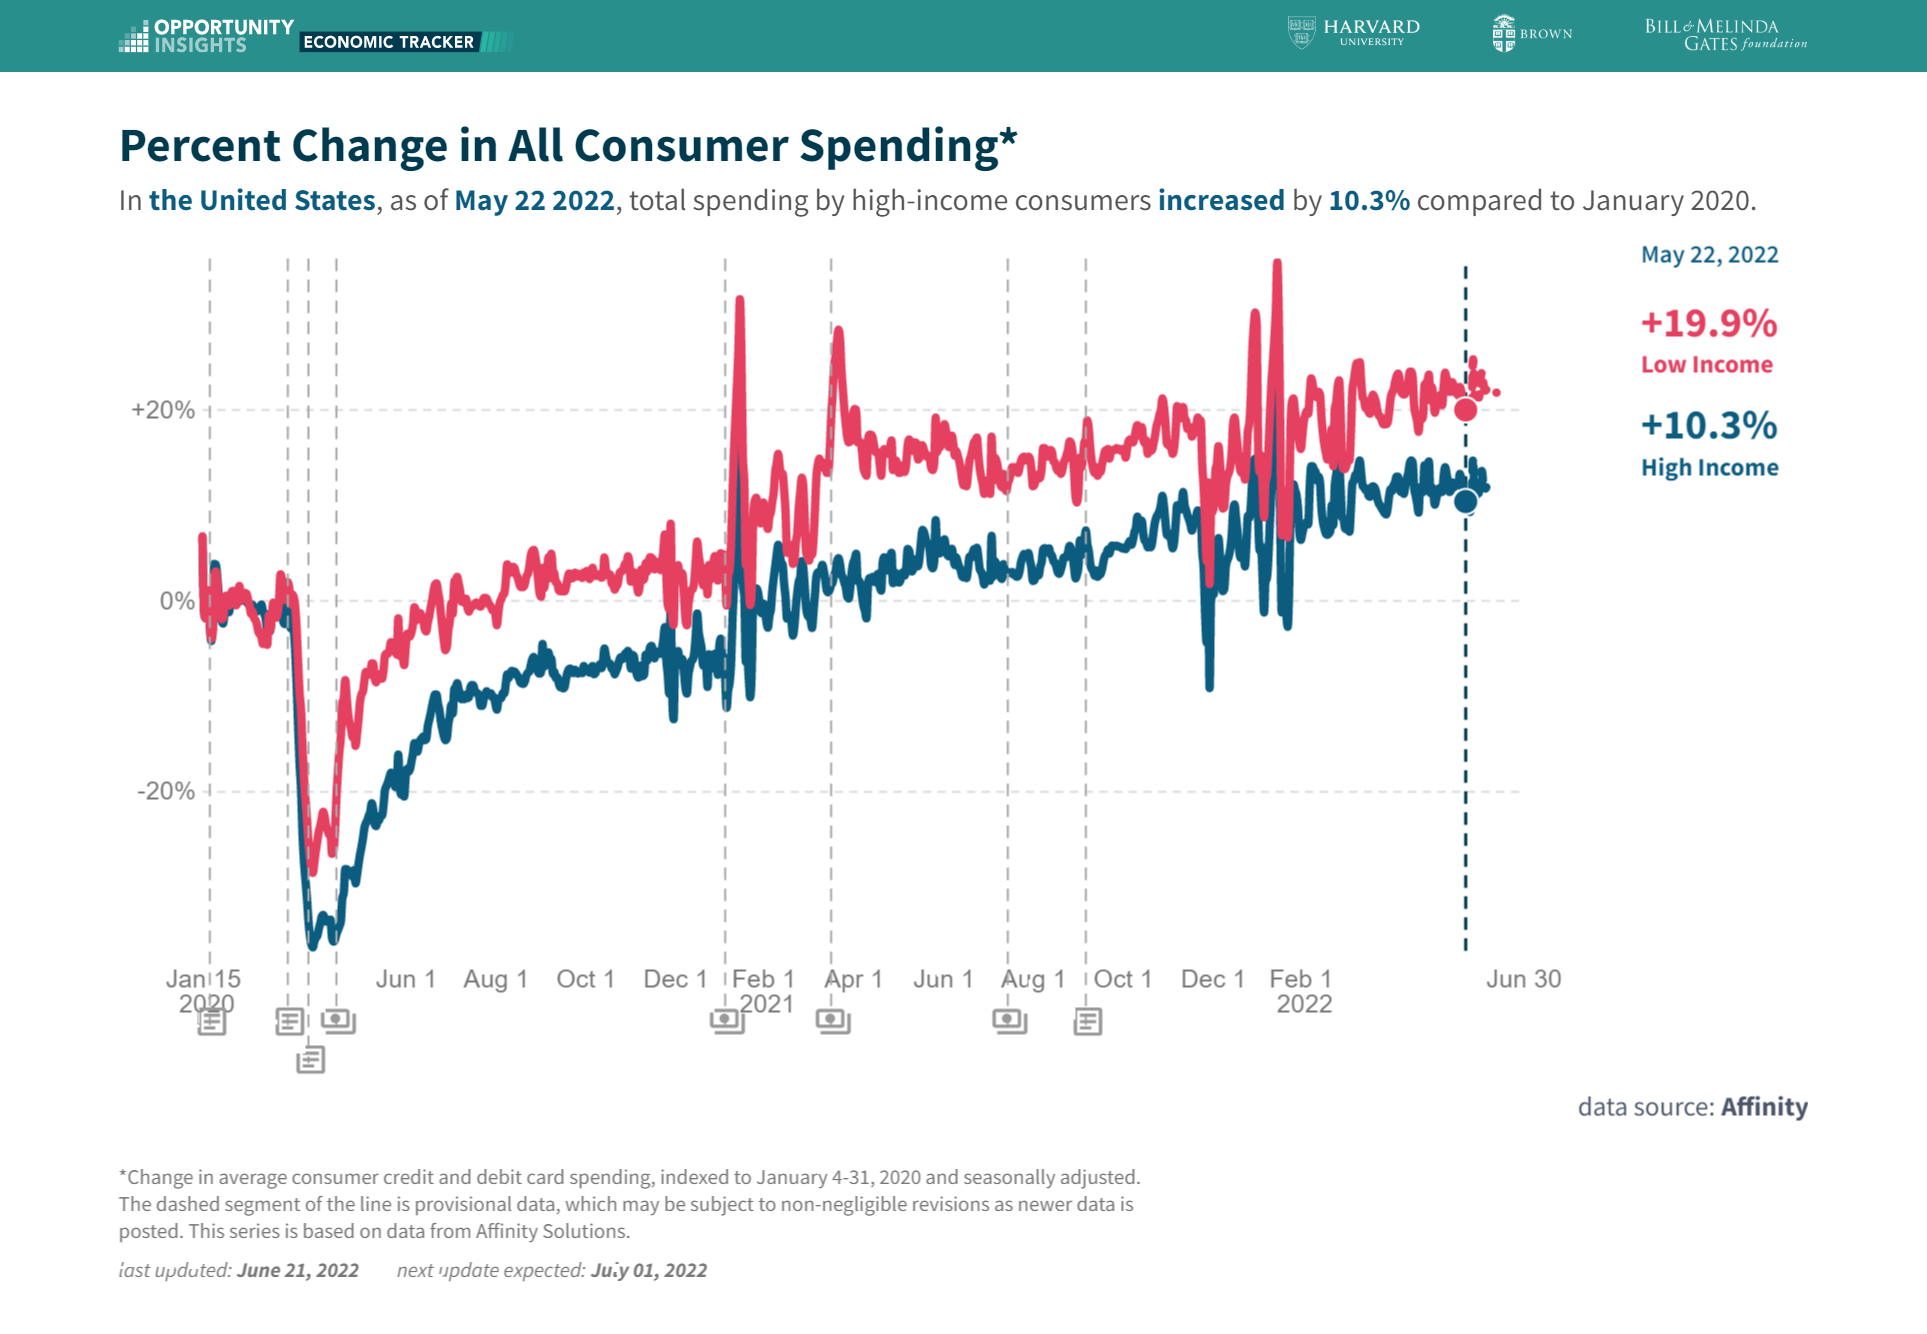 OPPORTUNITY
INSIGHTS
ECONOMIC TRACKER
HARVARD
UNIVERSITY
BROWN
BILL & MELINDA
GATES foundation
Percent Change in All Consumer Spending*
In the United States, as of May 22 2022, total spending by high-income consumers increased by 10.3% compared to January 2020.
May 22, 2022
+19.9%
Low Income
+10.3%
High Income
+20%
0%
-20%
Jan 15 Jun 1 Aug 1 Oct 1 Dec 1 Feb 1 Apr 1 Jun 1 Aug 1 Oct 1 Dec 1 Feb 1 Jun 30
2020 2021 2022
data source: Affinity
*Change in average consumer credit and debit card spending, indexed to January 4-31, 2020 and seasonally adjusted.
The dashed segment of the line is provisional data, which may be subject to non-negligible revisions as newer data is
posted. This series is based on data from Affinity Solutions.
last updated: June 21, 2022 next update expected: July 01, 2022